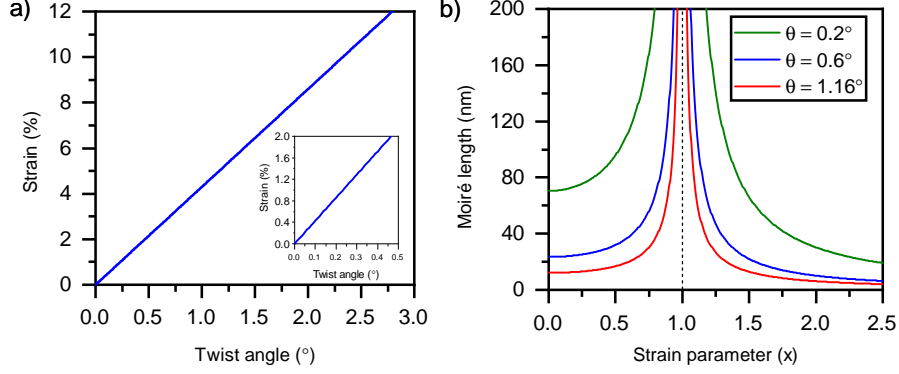 a)
12
10
8
6
4
2
0
Strain (%)
0.0 0.5 1.0 1.5 2.0 2.5 3.0
Twist angle (°)
2.0
1.6
1.2
0.8
0.4
0.0
Strain (%)
0.0 0.1 0.2 0.3 0.4 0.5
Twist angle (°)
b)
200
160
120
80
40
0
Moiré length (nm)
0.0 0.5 1.0 1.5 2.0 2.5
Strain parameter (x)
θ = 0.2°
θ = 0.6°
θ = 1.16°